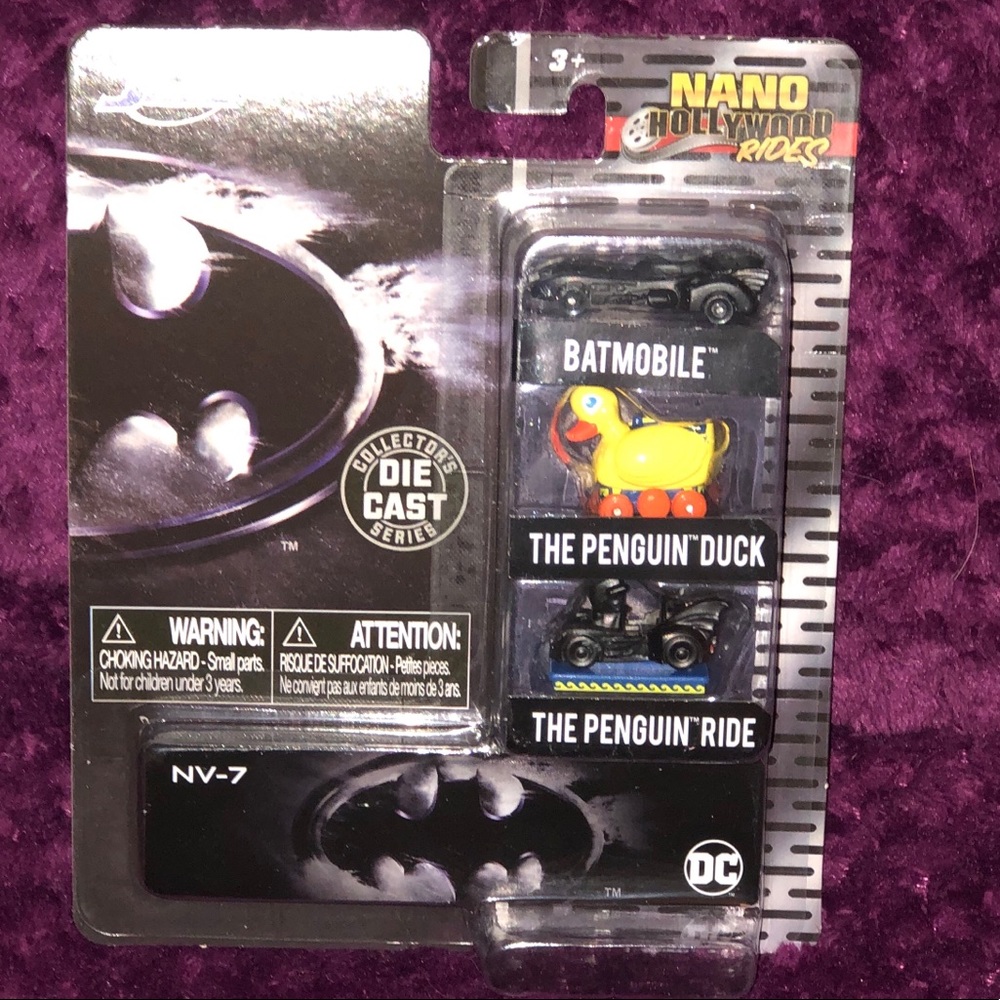 3+
NANO
HOLLYWOOD
RIDES
BATMOBILE™
COLLECTOR'S
DIE
CAST
SERIES
™
THE PENGUIN™ DUCK
WARNING:
CHOKING HAZARD - Small parts.
Not for children under 3 years.
ATTENTION:
RISQUE DE SUFFOCATION - Petites pièces.
Ne convient pas aux enfants de moins de 3 ans.
THE PENGUIN™ RIDE
NV-7
DC
™